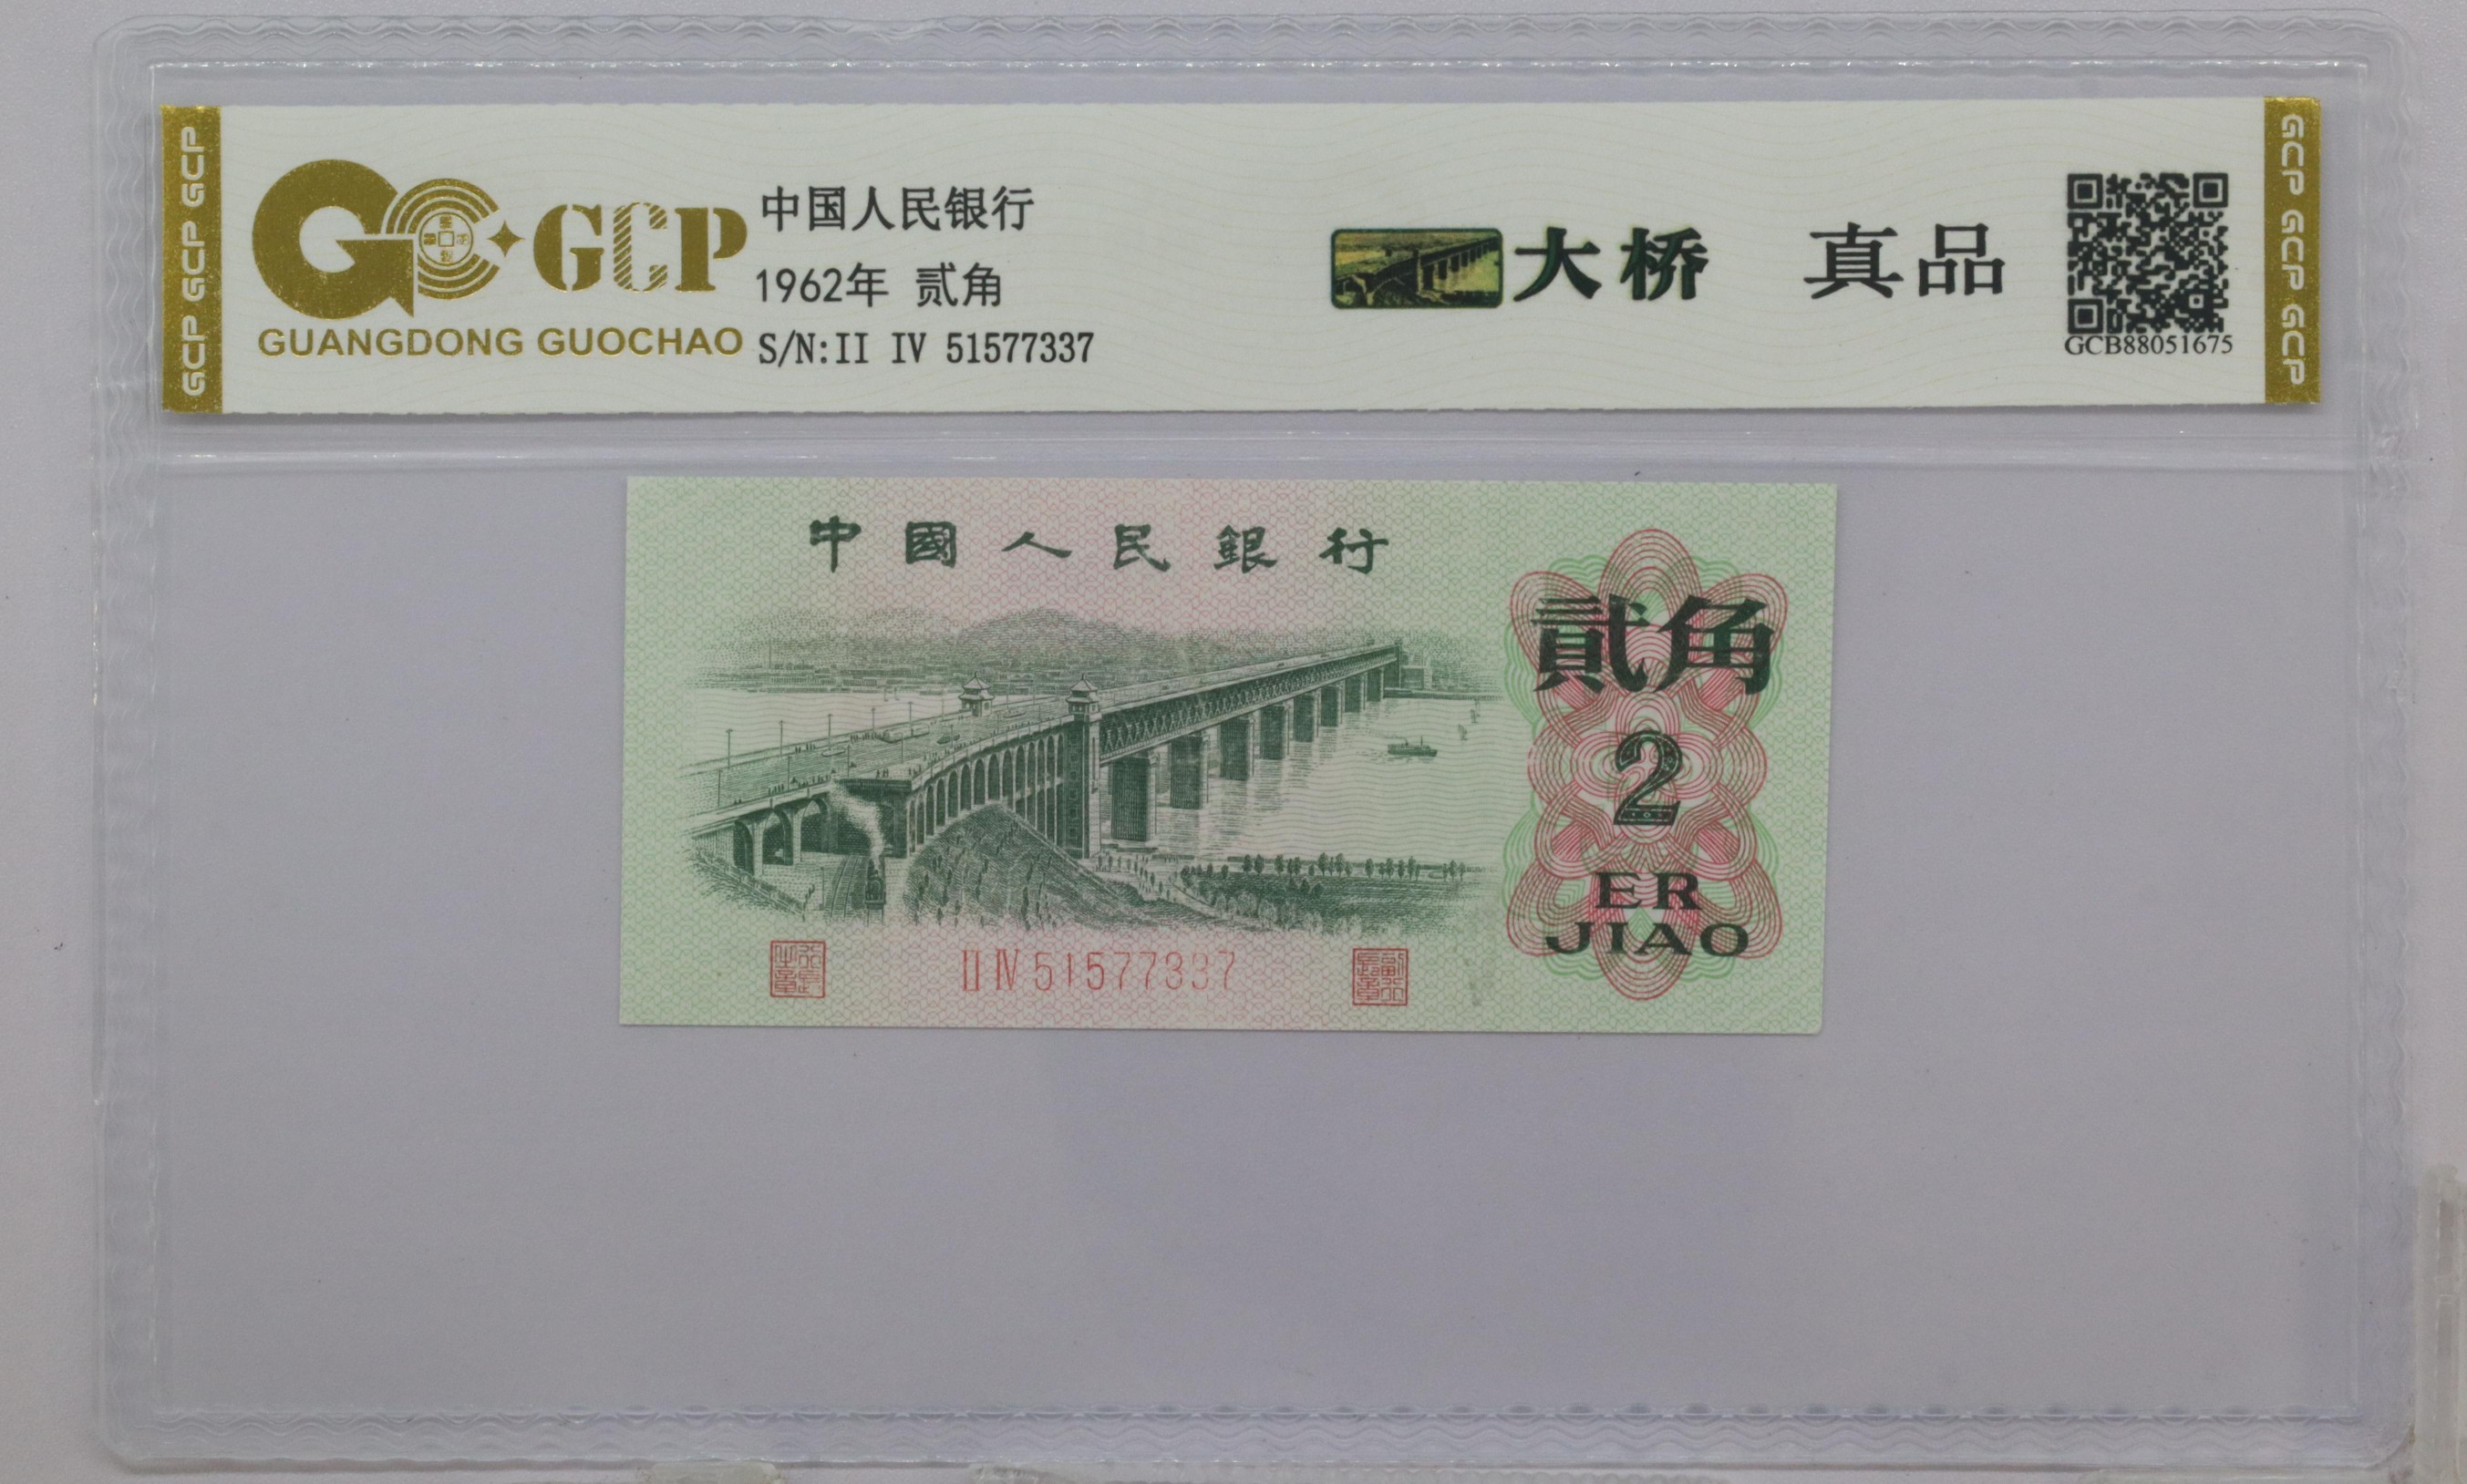 GCP GCP GCP
GCP
GUANGDONG GUOCHAO
中国人民银行
1962年 贰角
S/N:II IV 51577337
大桥 真品
GCB88051675
GCP GCP GCP
中國人民銀行
貳角
2
ER
JIAO
II IV 51577337